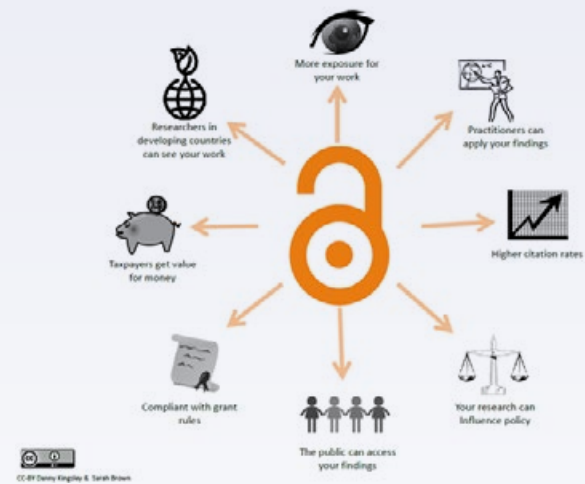 More exposure for
your work
Practitioners can
apply your findings
Higher citation rates
Your research can
Influence policy
The public can access
your findings
Compliant with grant
rules
Taxpayers get value
for money
Researchers in
developing countries
can see your work
CC-BY Danny Kingsley & Sarah Brown